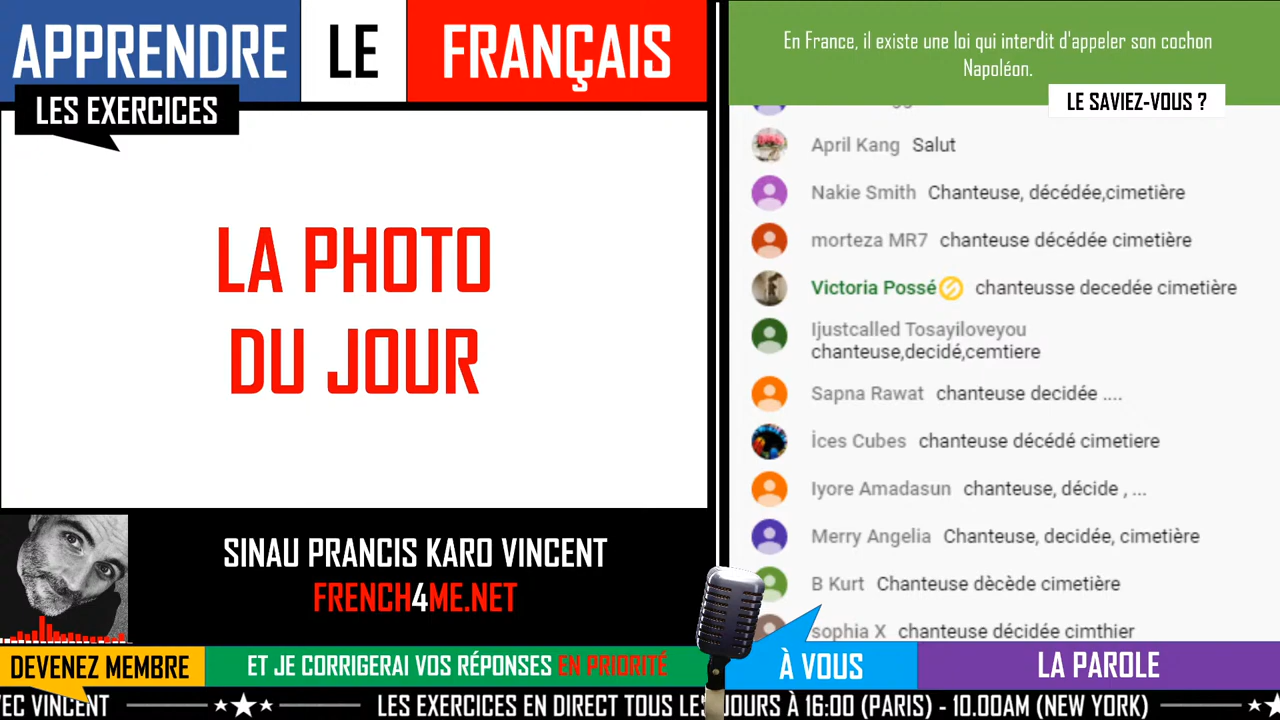 APPRENDRE LE FRANÇAIS
LES EXERCICES
LA PHOTO
DU JOUR
SINAU PRANCIS KARO VINCENT
FRENCH4ME.NET
DEVENEZ MEMBRE
ET JE CORRIGERAI VOS RÉPONSES EN PRIORITÉ
En France, il existe une loi qui interdit d'appeler son cochon
Napoléon.
LE SAVIEZ-VOUS ?
April Kang Salut
Nakie Smith Chanteuse, décédée,cimetière
morteza MR7 chanteuse décédée cimetière
Victoria Possé chanteusse decedée cimetière
Ijustcalled Tosayiloveyou
chanteuse,decidé,cemtiere
Sapna Rawat chanteuse decidée ....
İces Cubes chanteuse décédé cimetiere
Iyore Amadasun chanteuse, décide , ...
Merry Angelia Chanteuse, decidée, cimetière
B Kurt Chanteuse dècède cimetière
sophia X chanteuse décidée cimthier
À VOUS
LA PAROLE
VEC VINCENT LES EXERCICES EN DIRECT TOUS LES JOURS À 16:00 (PARIS) - 10.00AM (NEW YORK)